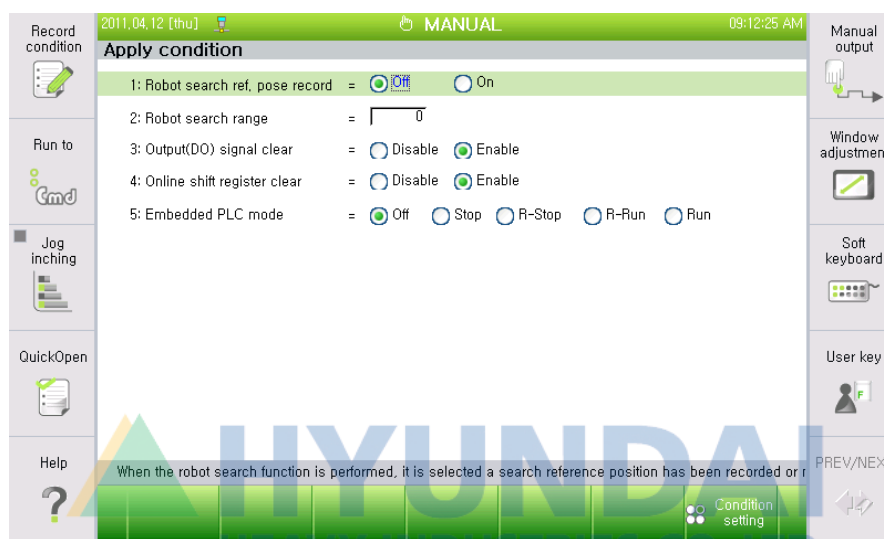 2011,04,12 [thu]
MANUAL
09:12:25 AM
Apply condition
1: Robot search ref, pose record = Off On
2: Robot search range = 0
3: Output(DO) signal clear = Disable Enable
4: Online shift register clear = Disable Enable
5: Embedded PLC mode = Off Stop R-Stop R-Run Run
When the robot search function is performed, it is selected a search reference position has been recorded or
Condition
setting
Record
condition
Run to
Cmd
Jog
inching
QuickOpen
Help
?
Manual
output
Window
adjustmen
Soft
keyboard
User key
F
PREV/NEX
HYUNDAI